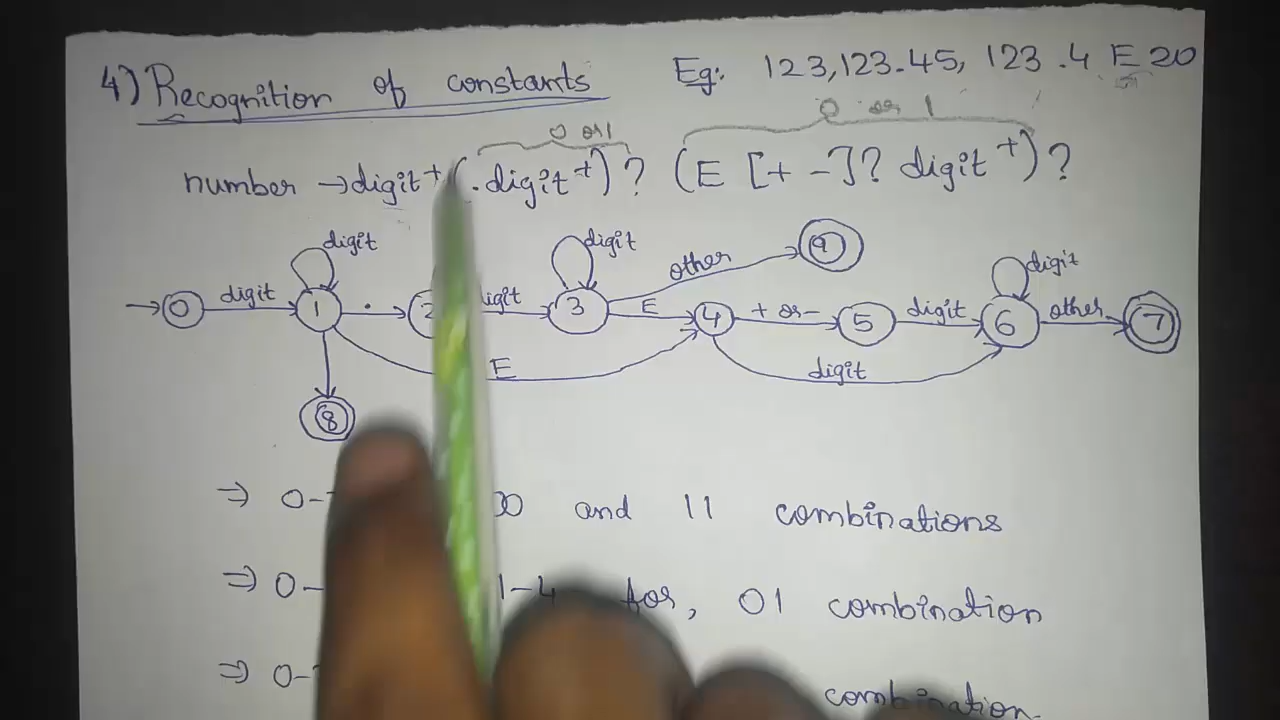 4) Recognition of constants Eg: 123, 123.45, 123.4 E 20
0 or 1 0 or 1
number → digit+ (.digit+)? (E [+ -]? digit+)?
digit digit digit
other 9
0 digit 1 . 2 digit 3 E 4 + or - 5 digit 6 other 7
E digit
8
⇒ 0- and 11 combinations
⇒ 0- 1-4 for, 01 combination
⇒ 0- combination